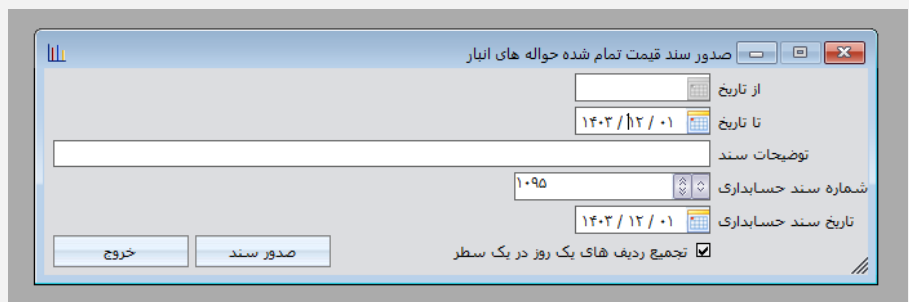 صدور سند قیمت تمام شده حواله های انبار
از تاریخ
تا تاریخ ۱۴۰۳ / ۱۲ / ۰۱
توضیحات سند
شماره سند حسابداری ۱۰۹۵
تاریخ سند حسابداری ۱۴۰۳ / ۱۲ / ۰۱
تجمیع ردیف های یک روز در یک سطر
صدور سند
خروج